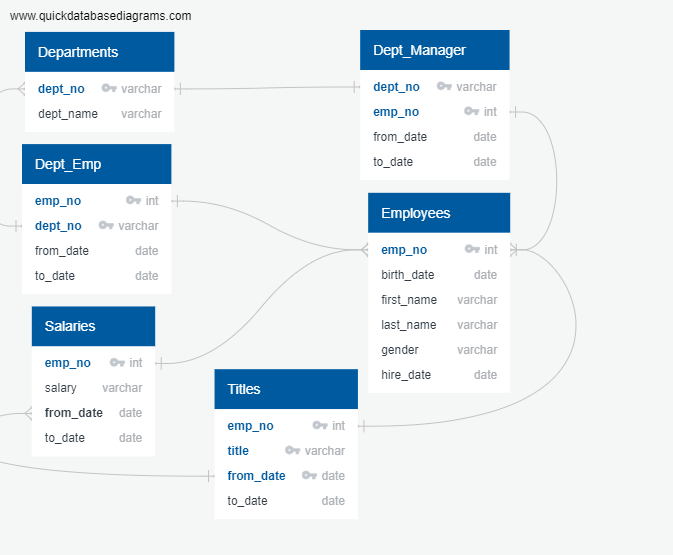 www.quickdatabasediagrams.com
Departments
dept_no varchar
dept_name varchar
Dept_Manager
dept_no varchar
emp_no int
from_date date
to_date date
Dept_Emp
emp_no int
dept_no varchar
from_date date
to_date date
Employees
emp_no int
birth_date date
first_name varchar
last_name varchar
gender varchar
hire_date date
Salaries
emp_no int
salary varchar
from_date date
to_date date
Titles
emp_no int
title varchar
from_date date
to_date date